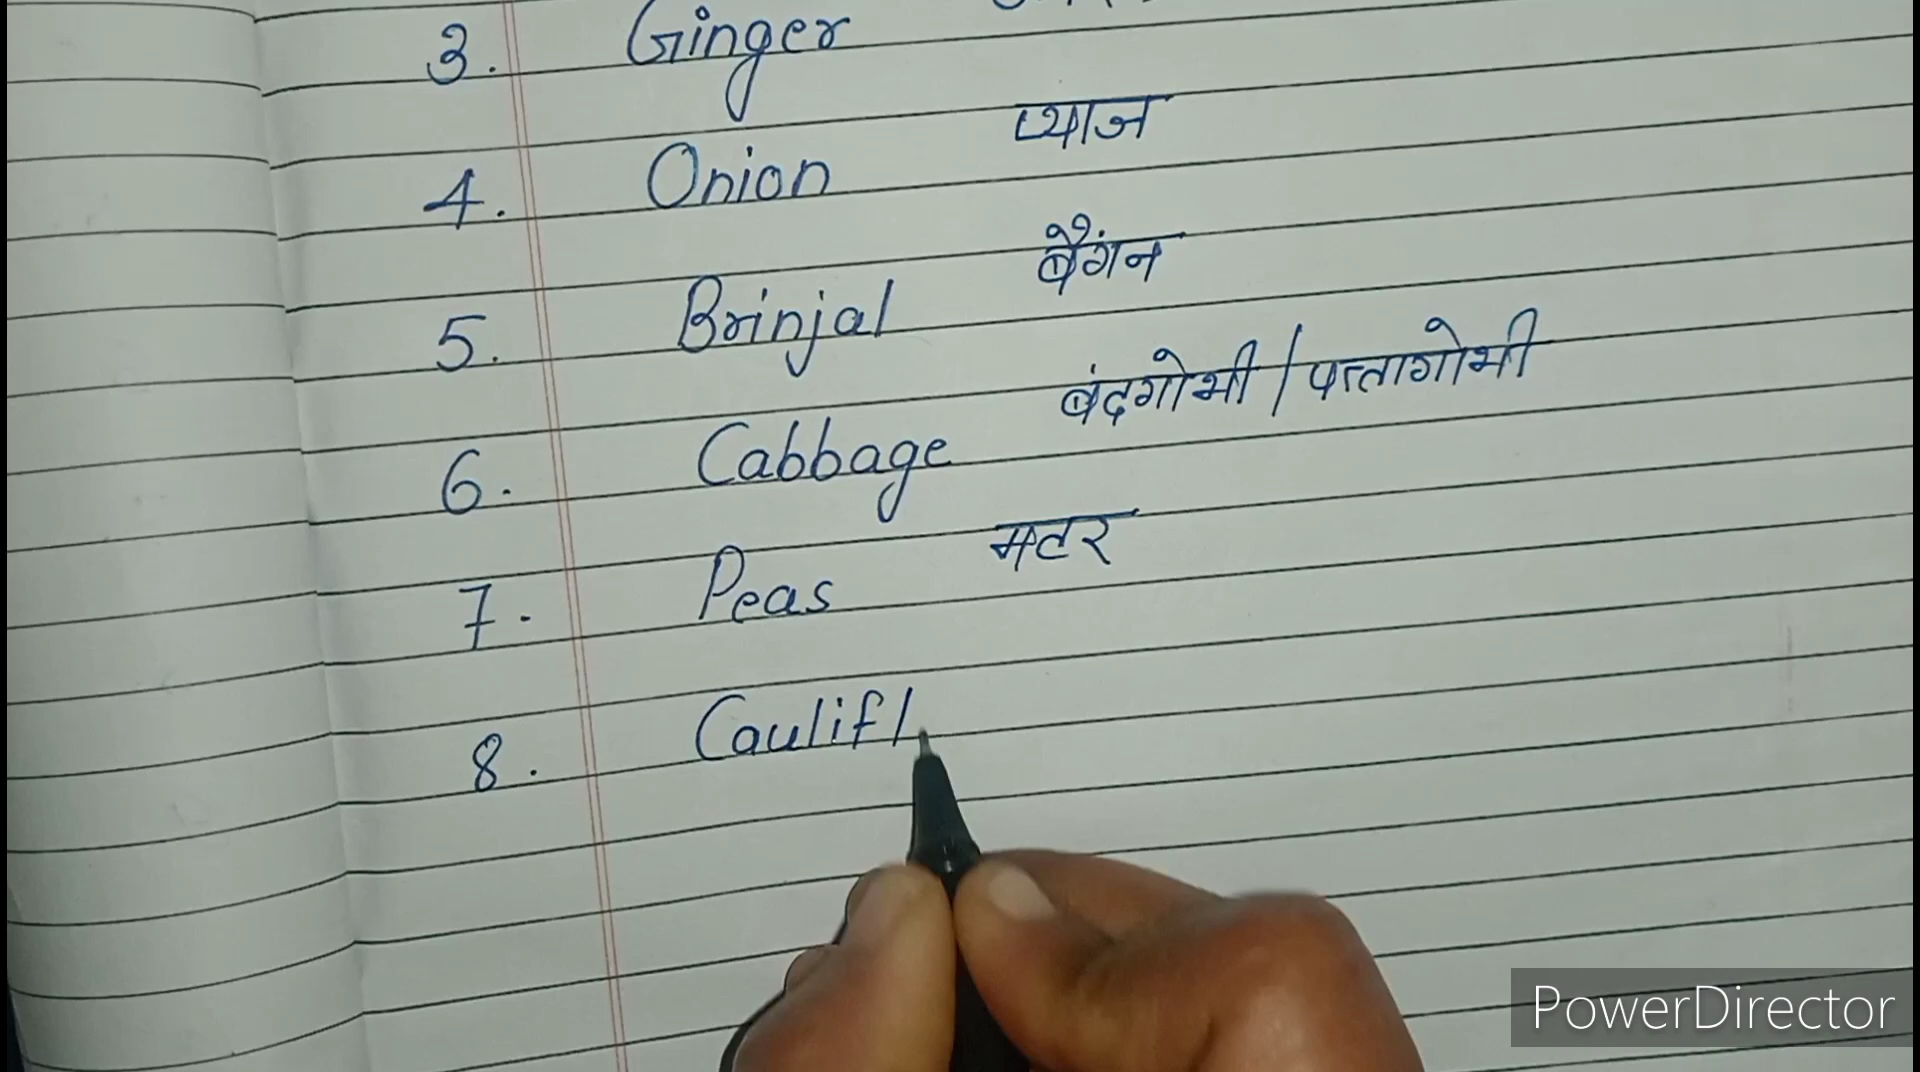 3. Ginger
4. Onion प्याज
5. Brinjal बैंगन
6. Cabbage बंदगोभी / पत्तागोभी
7. Peas मटर
8. Caulifl
PowerDirector